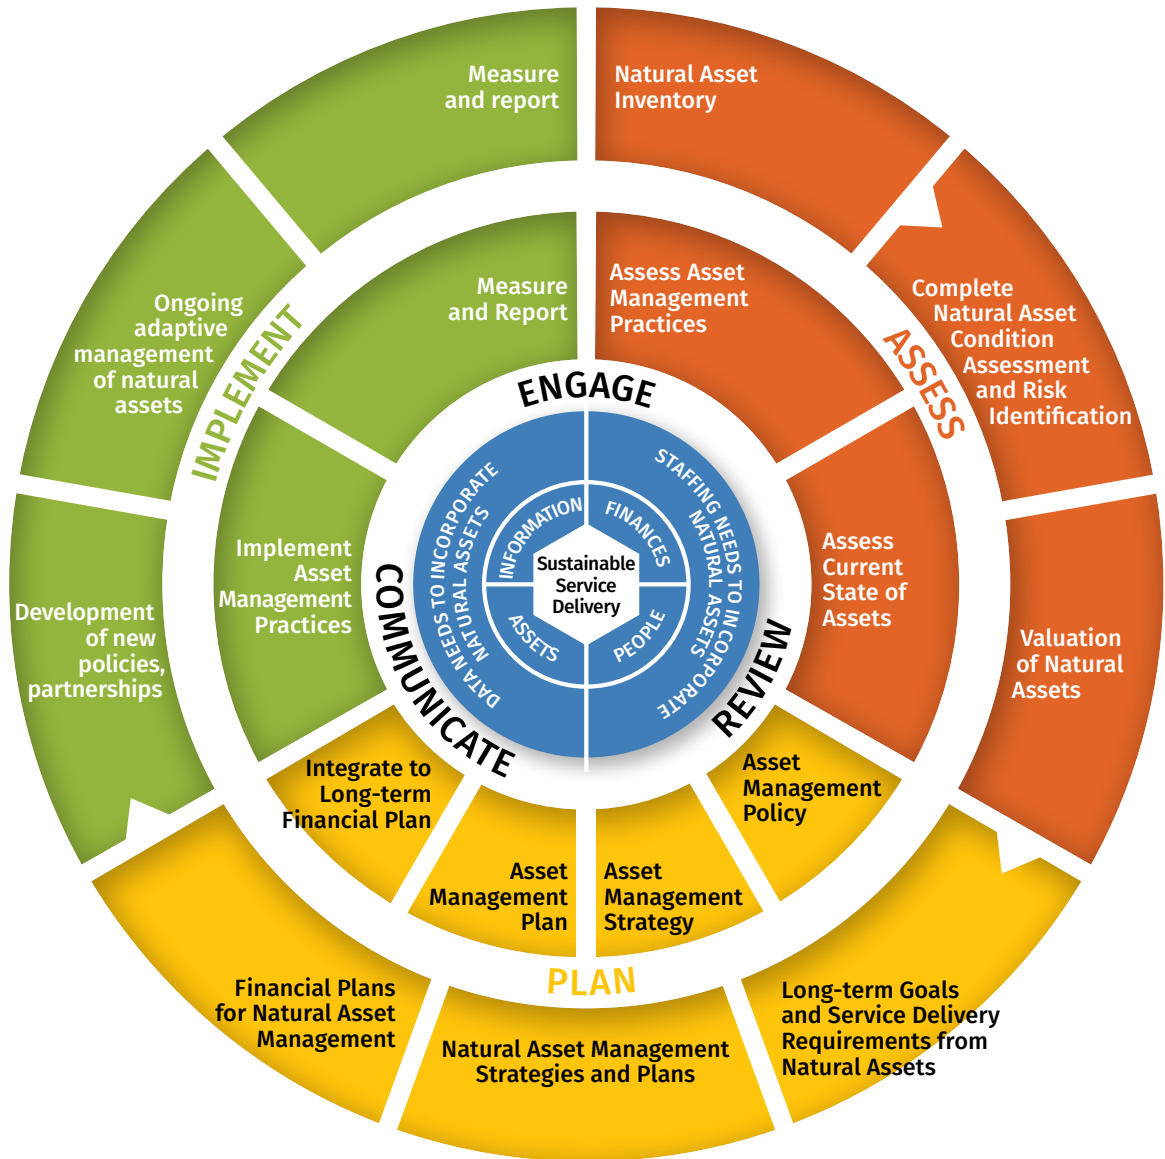 Measure
and report
Natural Asset
Inventory
Complete
Natural Asset
Condition
Assessment
and Risk
Identification
Valuation
of Natural
Assets
Long-term Goals
and Service Delivery
Requirements from
Natural Assets
Natural Asset Management
Strategies and Plans
Financial Plans
for Natural Asset
Management
Development
of new
policies,
partnerships
Ongoing
adaptive
management
of natural
assets
IMPLEMENT
ASSESS
PLAN
Measure
and Report
Assess Asset
Management
Practices
Assess
Current
State of
Assets
Asset
Management
Policy
Asset
Management
Strategy
Asset
Management
Plan
Integrate to
Long-term
Financial Plan
Implement
Asset
Management
Practices
ENGAGE
REVIEW
COMMUNICATE
DATA NEEDS TO INCORPORATE
NATURAL ASSETS
STAFFING NEEDS TO INCORPORATE
NATURAL ASSETS
INFORMATION
FINANCES
ASSETS
PEOPLE
Sustainable
Service
Delivery